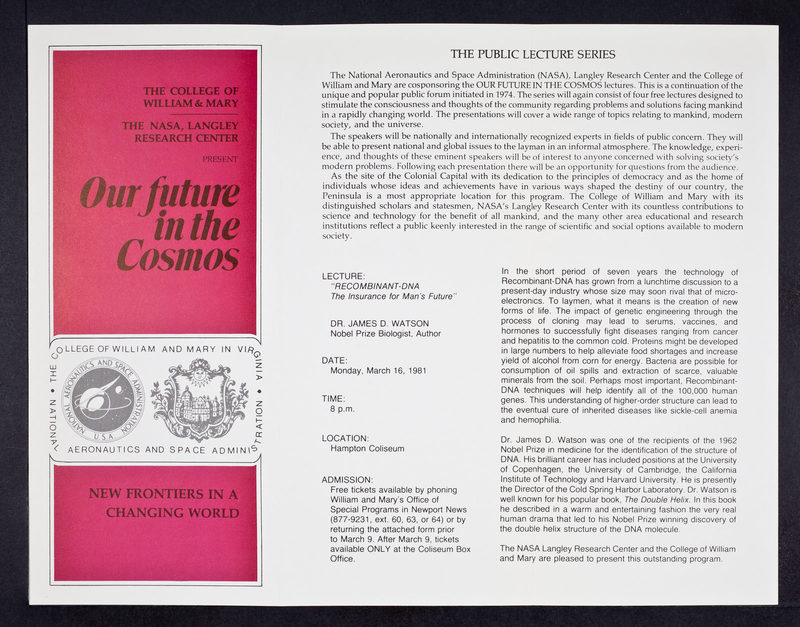 THE COLLEGE OF
WILLIAM & MARY
THE NASA, LANGLEY
RESEARCH CENTER
PRESENT
Our future
in the
Cosmos
THE COLLEGE OF WILLIAM AND MARY IN VIRGINIA •
NATIONAL AERONAUTICS AND SPACE ADMINISTRATION •
NATIONAL AERONAUTICS AND SPACE ADMINISTRATION
U.S.A.
NEW FRONTIERS IN A
CHANGING WORLD
THE PUBLIC LECTURE SERIES
The National Aeronautics and Space Administration (NASA), Langley Research Center and the College of
William and Mary are cosponsoring the OUR FUTURE IN THE COSMOS lectures. This is a continuation of the
unique and popular public forum initiated in 1974. The series will again consist of four free lectures designed to
stimulate the consciousness and thoughts of the community regarding problems and solutions facing mankind
in a rapidly changing world. The presentations will cover a wide range of topics relating to mankind, modern
society, and the universe.
The speakers will be nationally and internationally recognized experts in fields of public concern. They will
be able to present national and global issues to the layman in an informal atmosphere. The knowledge, experi-
ence, and thoughts of these eminent speakers will be of interest to anyone concerned with solving society's
modern problems. Following each presentation there will be an opportunity for questions from the audience.
As the site of the Colonial Capital with its dedication to the principles of democracy and as the home of
individuals whose ideas and achievements have in various ways shaped the destiny of our country, the
Peninsula is a most appropriate location for this program. The College of William and Mary with its
distinguished scholars and statesmen, NASA's Langley Research Center with its countless contributions to
science and technology for the benefit of all mankind, and the many other area educational and research
institutions reflect a public keenly interested in the range of scientific and social options available to modern
society.
LECTURE:
"RECOMBINANT-DNA
The Insurance for Man's Future"
DR. JAMES D. WATSON
Nobel Prize Biologist, Author
DATE:
Monday, March 16, 1981
TIME:
8 p.m.
LOCATION:
Hampton Coliseum
ADMISSION:
Free tickets available by phoning
William and Mary's Office of
Special Programs in Newport News
(877-9231, ext. 60, 63, or 64) or by
returning the attached form prior
to March 9. After March 9, tickets
available ONLY at the Coliseum Box
Office.
In the short period of seven years the technology of
Recombinant-DNA has grown from a lunchtime discussion to a
present-day industry whose size may soon rival that of micro-
electronics. To laymen, what it means is the creation of new
forms of life. The impact of genetic engineering through the
process of cloning may lead to serums, vaccines, and
hormones to successfully fight diseases ranging from cancer
and hepatitis to the common cold. Proteins might be developed
in large numbers to help alleviate food shortages and increase
yield of alcohol from corn for energy. Bacteria are possible for
consumption of oil spills and extraction of scarce, valuable
minerals from the soil. Perhaps most important, Recombinant-
DNA techniques will help identify all of the 100,000 human
genes. This understanding of higher-order structure can lead to
the eventual cure of inherited diseases like sickle-cell anemia
and hemophilia.
Dr. James D. Watson was one of the recipients of the 1962
Nobel Prize in medicine for the identification of the structure of
DNA. His brilliant career has included positions at the University
of Copenhagen, the University of Cambridge, the California
Institute of Technology and Harvard University. He is presently
the Director of the Cold Spring Harbor Laboratory. Dr. Watson is
well known for his popular book, The Double Helix. In this book
he described in a warm and entertaining fashion the very real
human drama that led to his Nobel Prize winning discovery of
the double helix structure of the DNA molecule.
The NASA Langley Research Center and the College of William
and Mary are pleased to present this outstanding program.